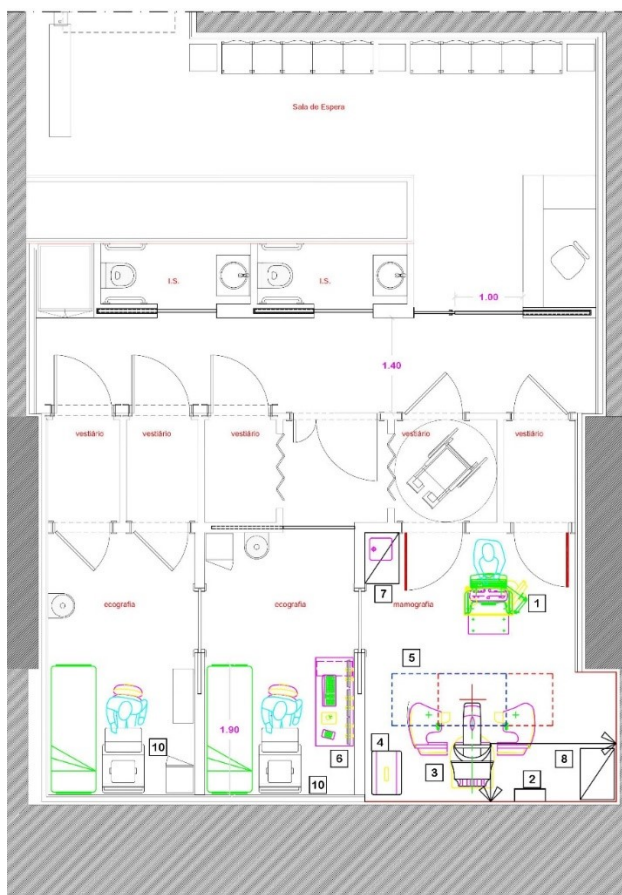 Sala de Espera
I.S.
I.S.
1.00
1.40
vestiário
vestiário
vestiário
vestiário
vestiário
7
ecografia
ecografia
mamografia
1
5
1.90
4
10
6
3
8
2
10